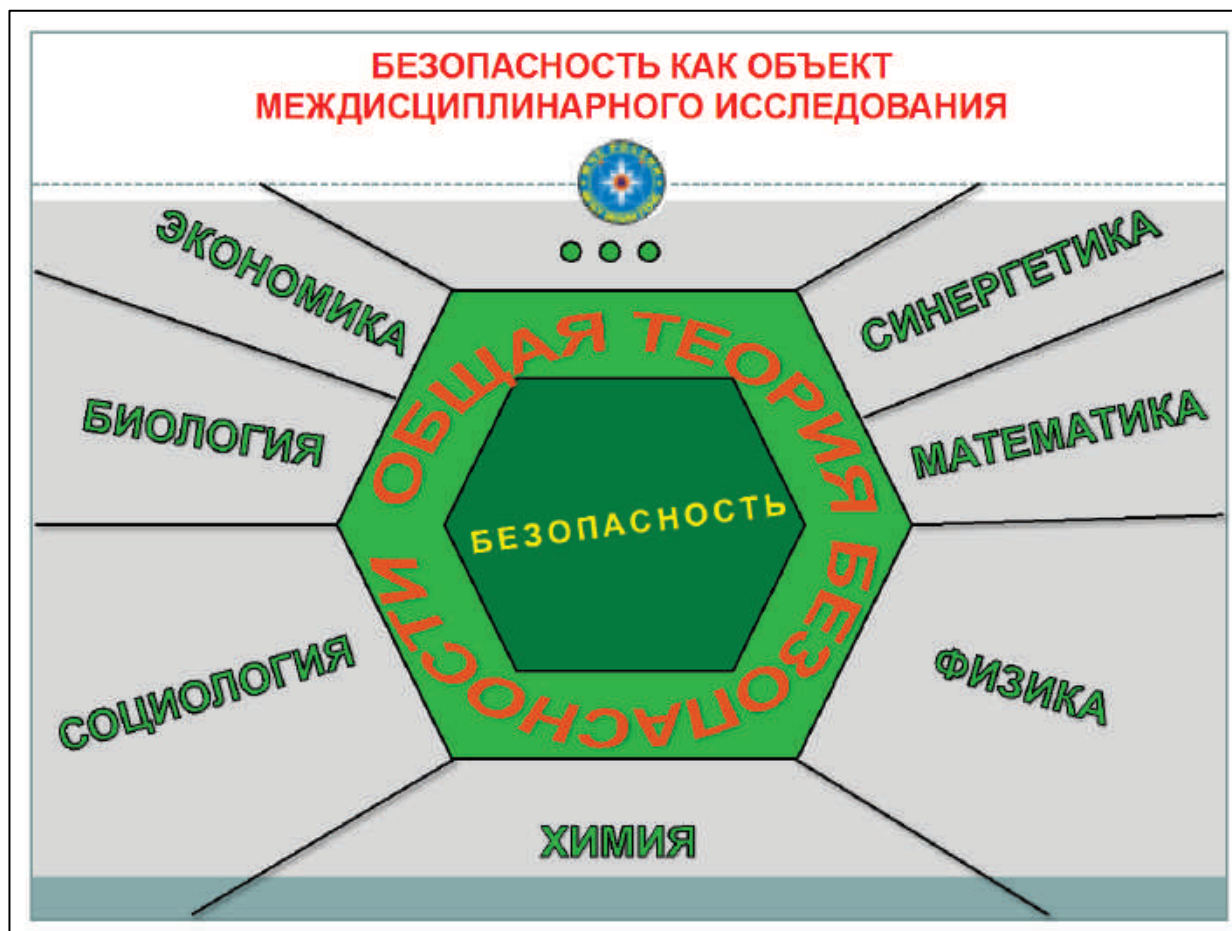 БЕЗОПАСНОСТЬ КАК ОБЪЕКТ
МЕЖДИСЦИПЛИНАРНОГО ИССЛЕДОВАНИЯ
ЭКОНОМИКА
СИНЕРГЕТИКА
БИОЛОГИЯ
МАТЕМАТИКА
ОБЩАЯ ТЕОРИЯ БЕЗОПАСНОСТИ
БЕЗОПАСНОСТЬ
СОЦИОЛОГИЯ
ФИЗИКА
ХИМИЯ